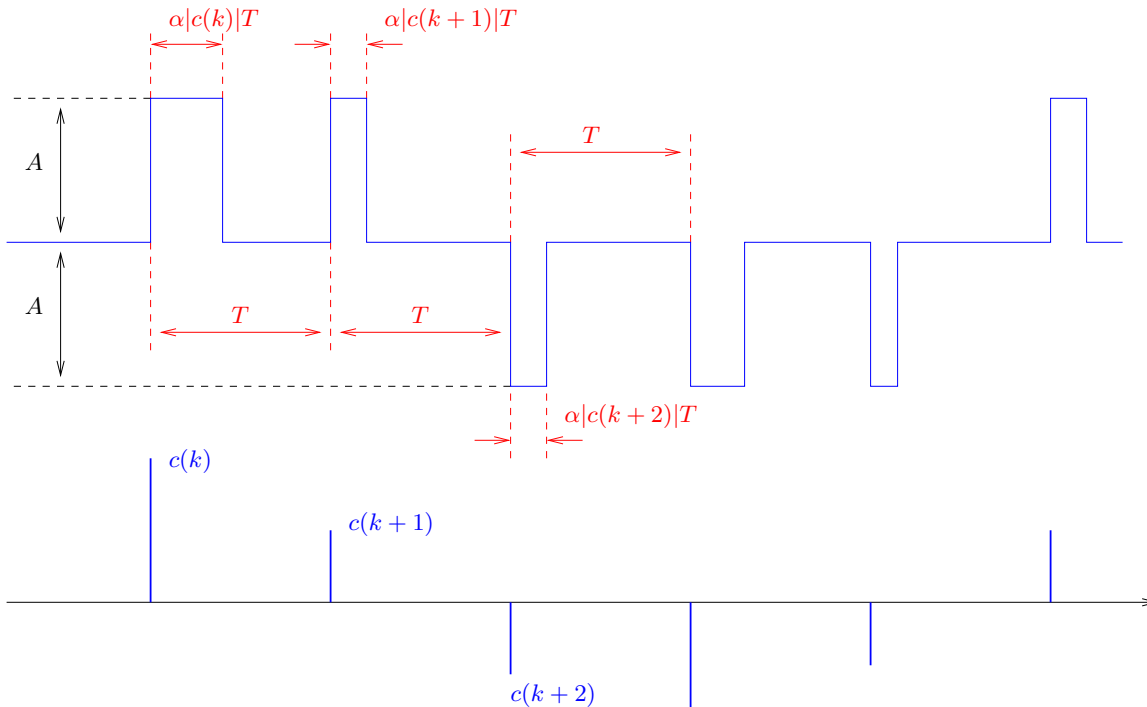 α|c(k)|T
α|c(k + 1)|T
A
T
A
T
T
α|c(k + 2)|T
c(k)
c(k + 1)
c(k + 2)